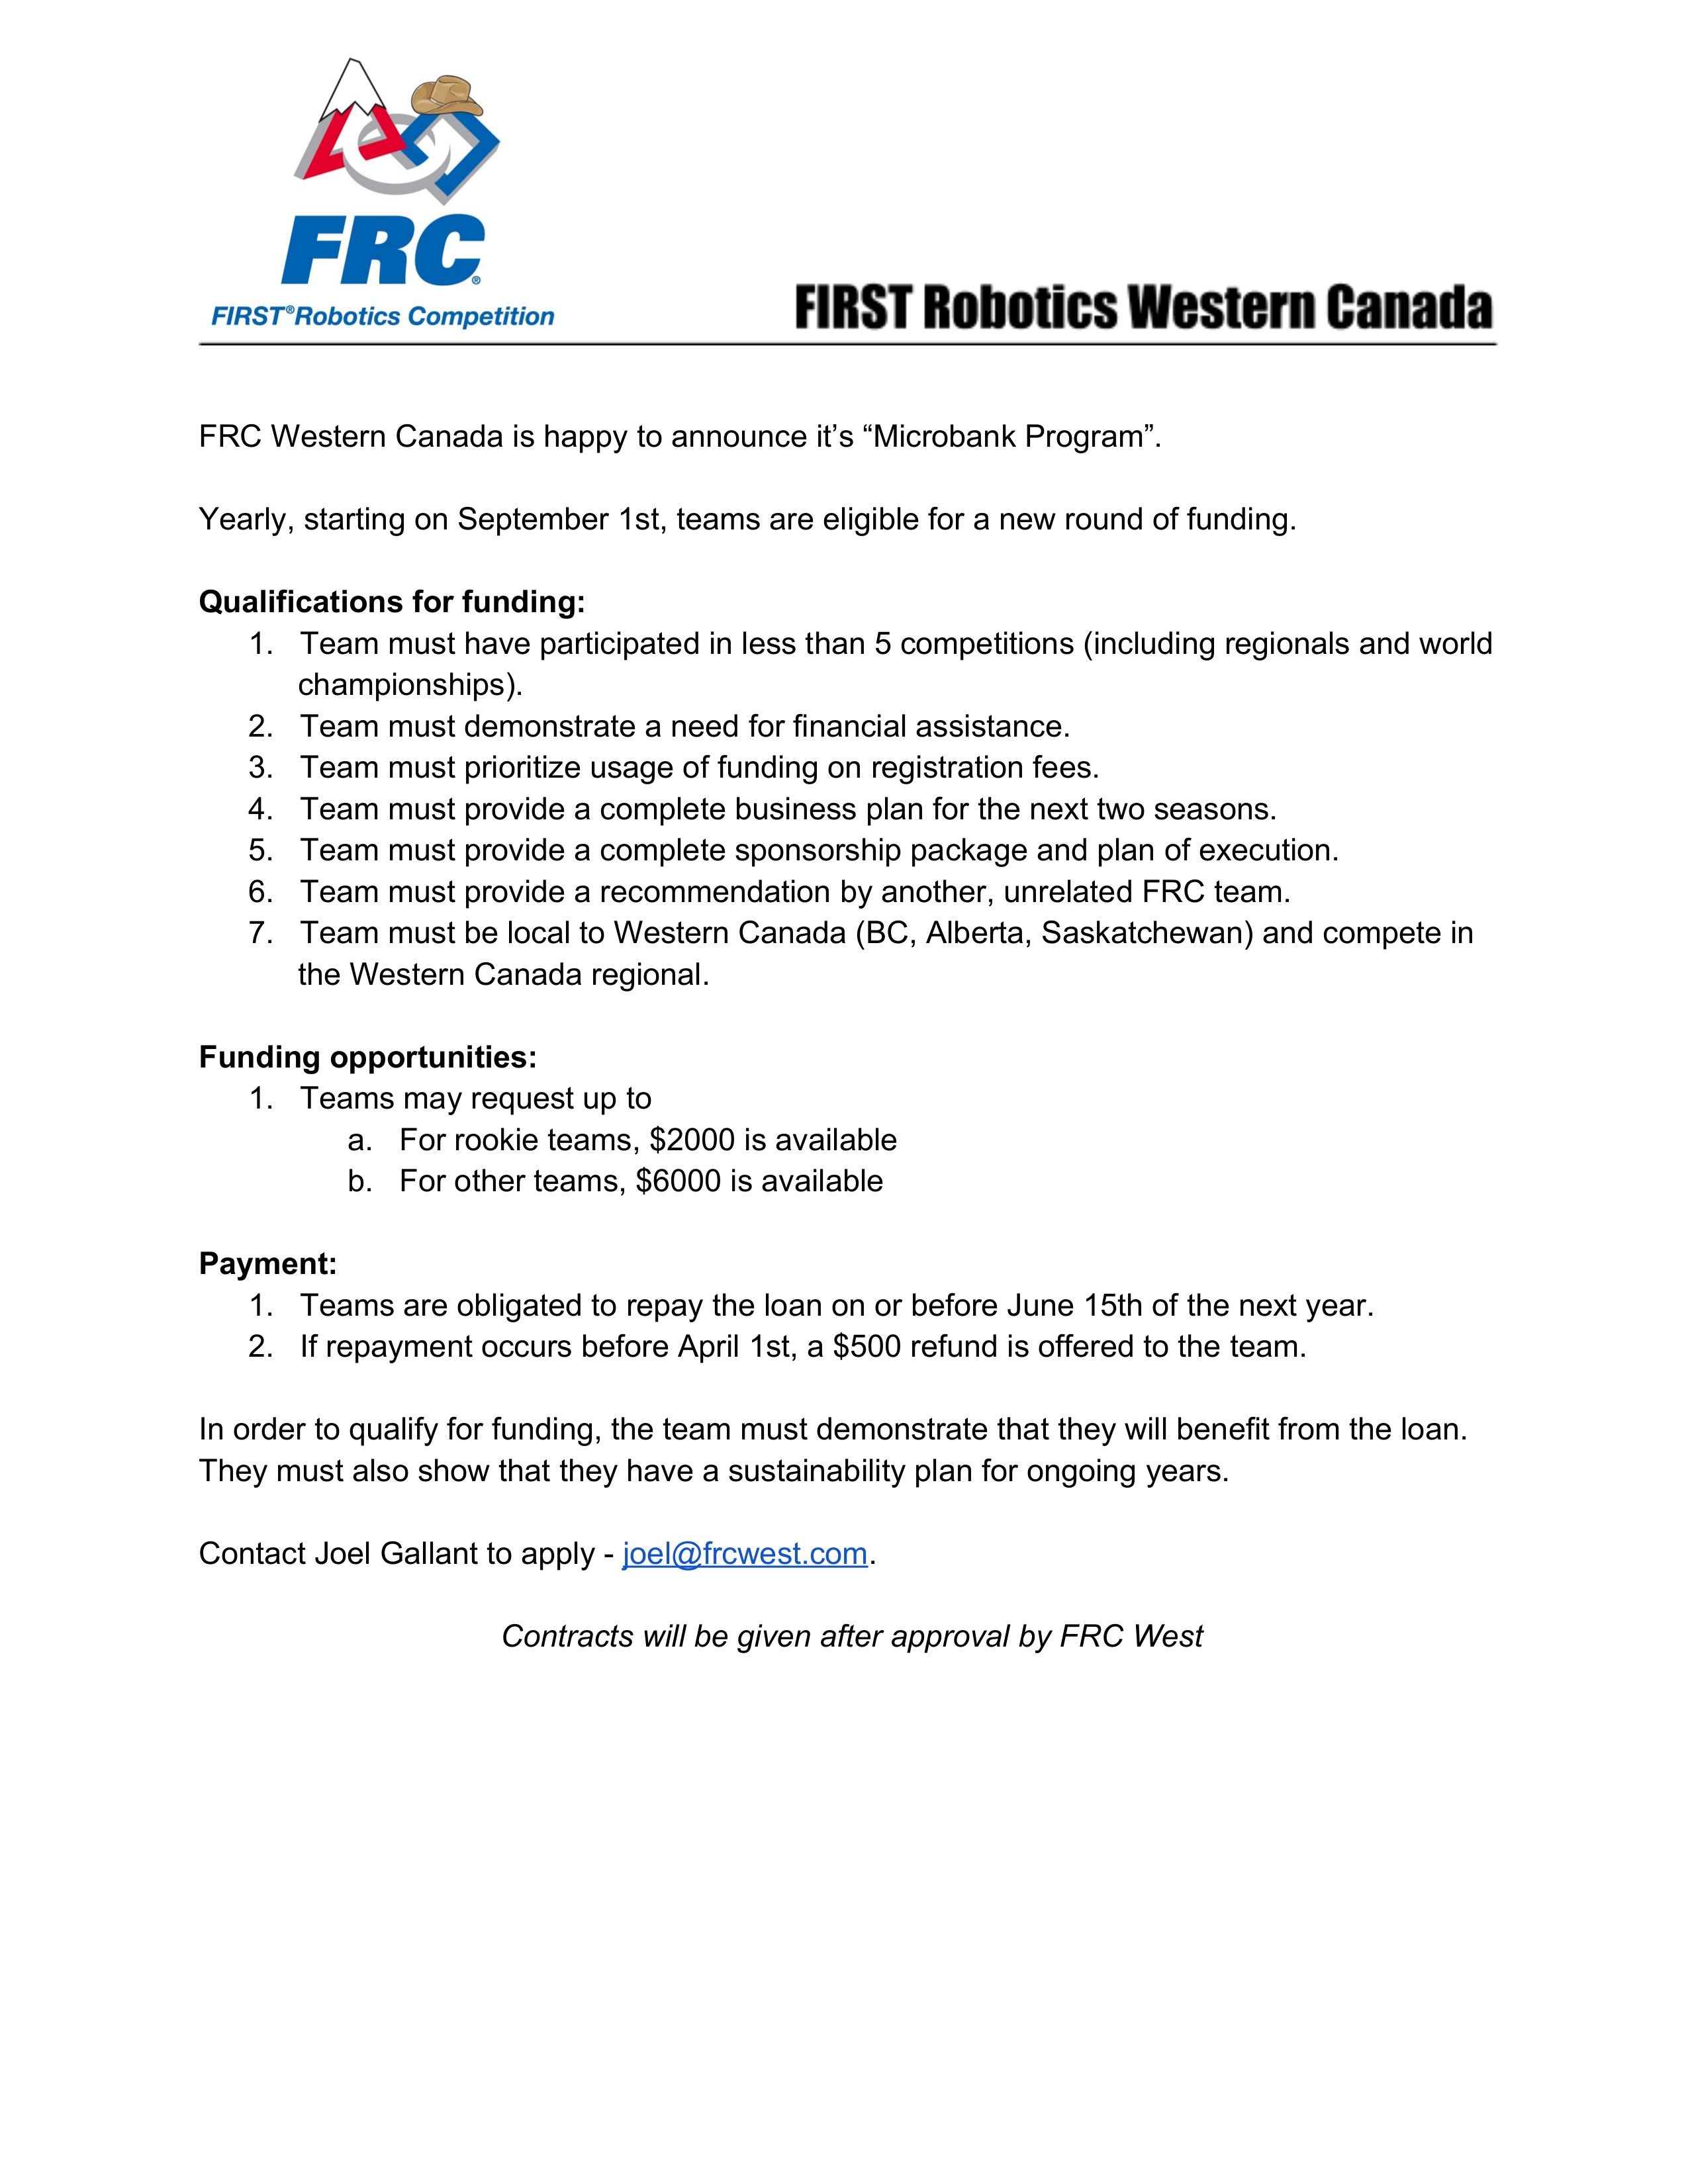 FRC®
FIRST®Robotics Competition
FIRST Robotics Western Canada
FRC Western Canada is happy to announce it’s “Microbank Program”.
Yearly, starting on September 1st, teams are eligible for a new round of funding.
Qualifications for funding:
1. Team must have participated in less than 5 competitions (including regionals and world
championships).
2. Team must demonstrate a need for financial assistance.
3. Team must prioritize usage of funding on registration fees.
4. Team must provide a complete business plan for the next two seasons.
5. Team must provide a complete sponsorship package and plan of execution.
6. Team must provide a recommendation by another, unrelated FRC team.
7. Team must be local to Western Canada (BC, Alberta, Saskatchewan) and compete in
the Western Canada regional.
Funding opportunities:
1. Teams may request up to
a. For rookie teams, $2000 is available
b. For other teams, $6000 is available
Payment:
1. Teams are obligated to repay the loan on or before June 15th of the next year.
2. If repayment occurs before April 1st, a $500 refund is offered to the team.
In order to qualify for funding, the team must demonstrate that they will benefit from the loan.
They must also show that they have a sustainability plan for ongoing years.
Contact Joel Gallant to apply - joel@frcwest.com.
Contracts will be given after approval by FRC West